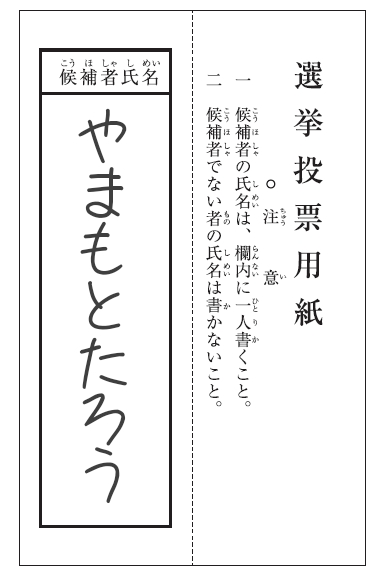 選挙投票用紙
○注意
一 候補者の氏名は、欄内に一人書くこと。
二 候補者でない者の氏名は書かないこと。
候補者氏名
やまもとたろう